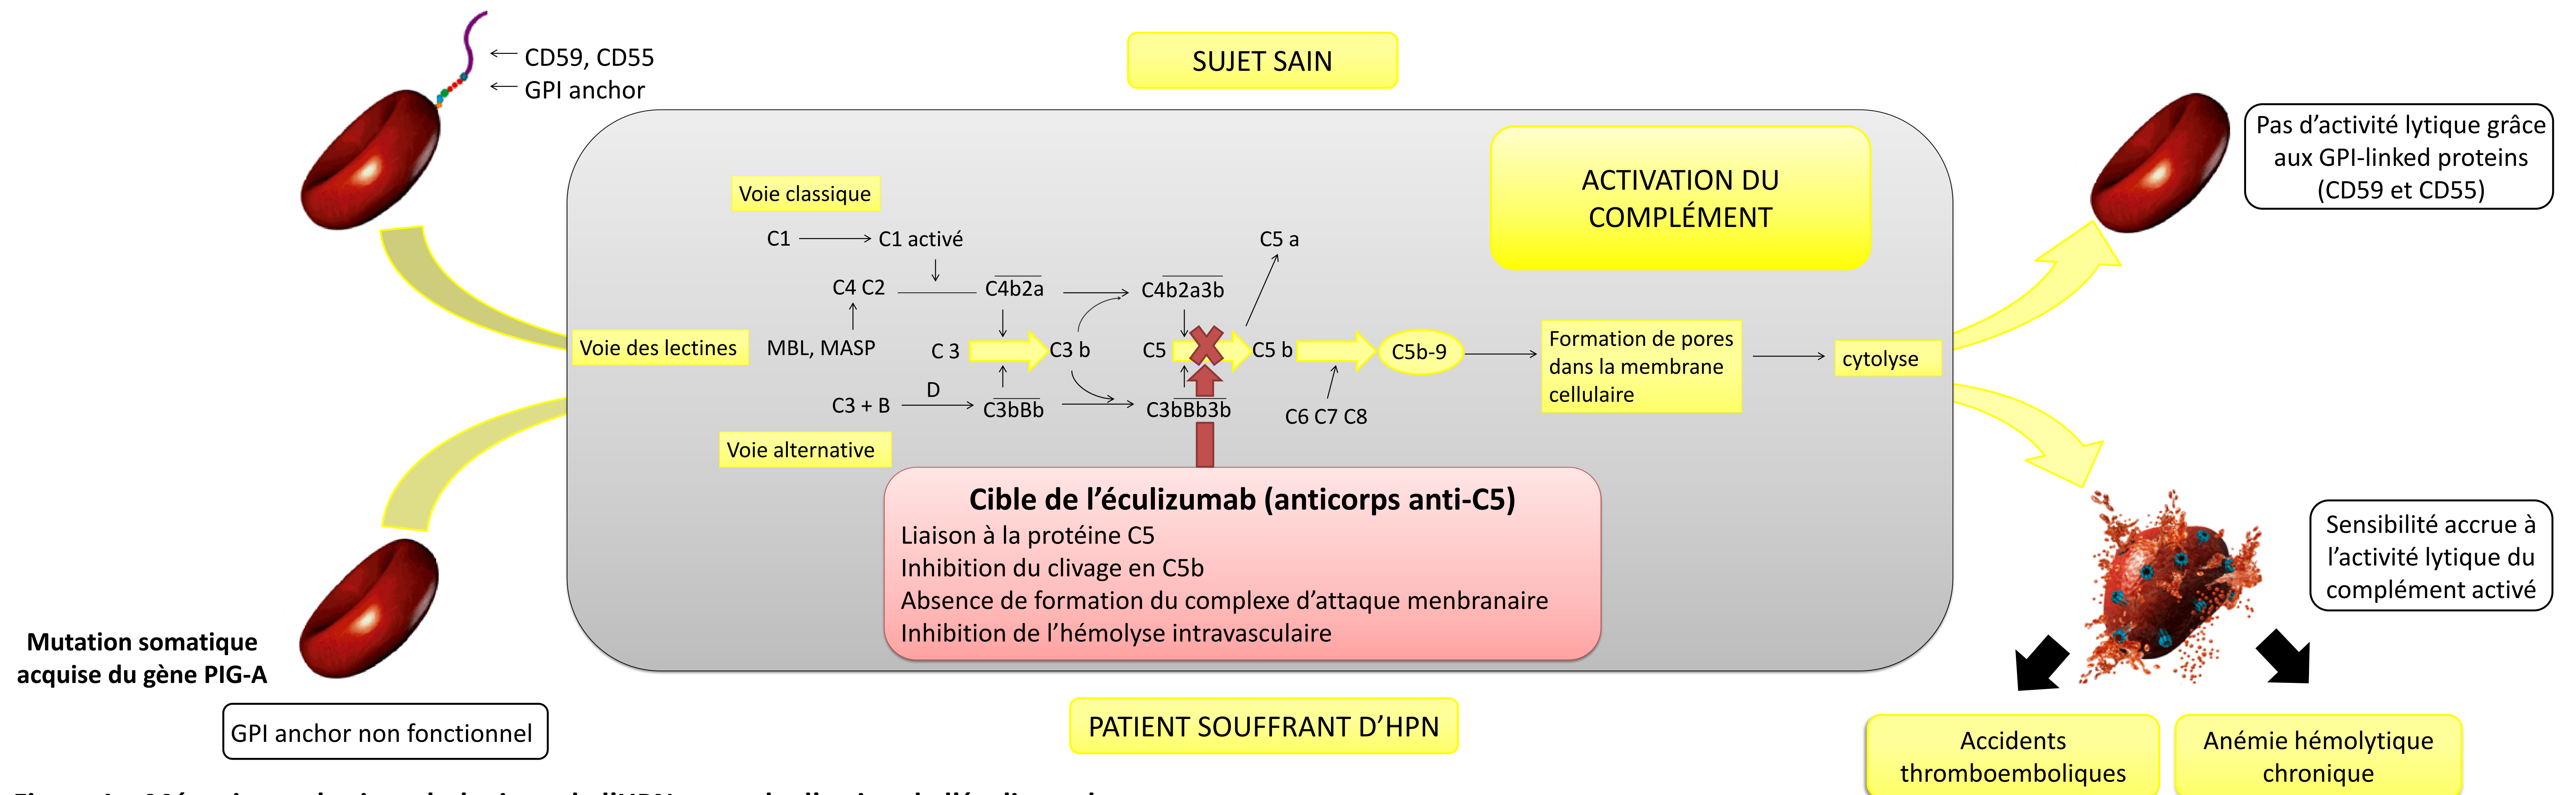 CD59, CD55
GPI anchor
SUJET SAIN
Pas d’activité lytique grâce
aux GPI-linked proteins
(CD59 et CD55)
ACTIVATION DU
COMPLÉMENT
Voie classique
C1
C1 activé
C5 a
C4 C2
C4b2a
C4b2a3b
Voie des lectines
MBL, MASP
C 3
C3 b
C5
C5 b
C5b-9
Formation de pores
dans la membrane
cellulaire
cytolyse
D
C3 + B
C3bBb
C3bBb3b
C6 C7 C8
Voie alternative
Cible de l’éculizumab (anticorps anti-C5)
Liaison à la protéine C5
Inhibition du clivage en C5b
Absence de formation du complexe d’attaque menbranaire
Inhibition de l’hémolyse intravasculaire
Sensibilité accrue à
l’activité lytique du
complément activé
Mutation somatique
acquise du gène PIG-A
GPI anchor non fonctionnel
PATIENT SOUFFRANT D’HPN
Accidents
thromboemboliques
Anémie hémolytique
chronique